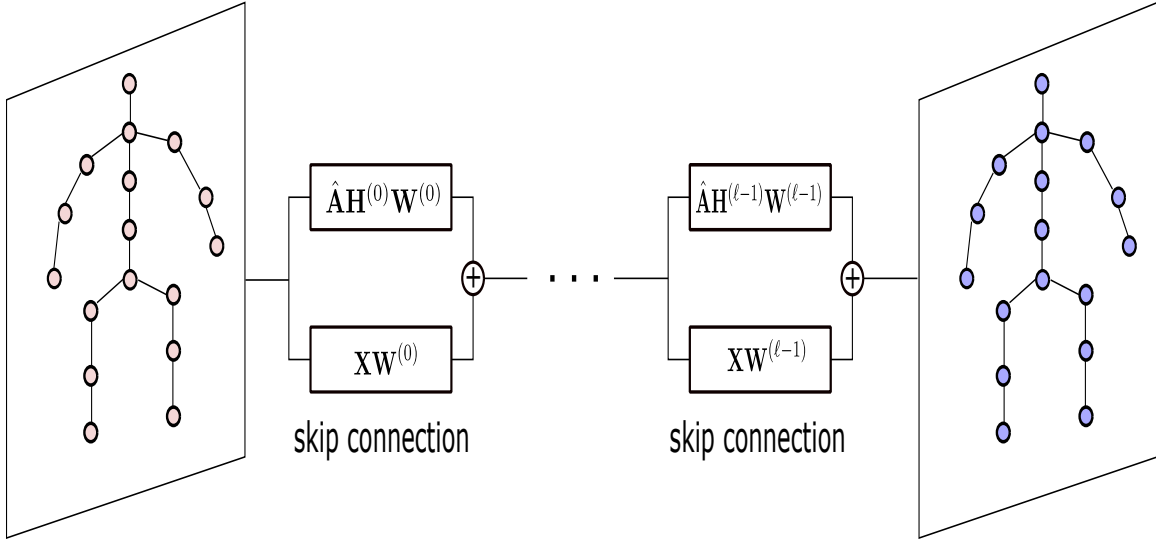 ÂH⁽⁰⁾W⁽⁰⁾
+
XW⁽⁰⁾
skip connection
· · ·
ÂH⁽ℓ⁻¹⁾W⁽ℓ⁻¹⁾
+
XW⁽ℓ⁻¹⁾
skip connection